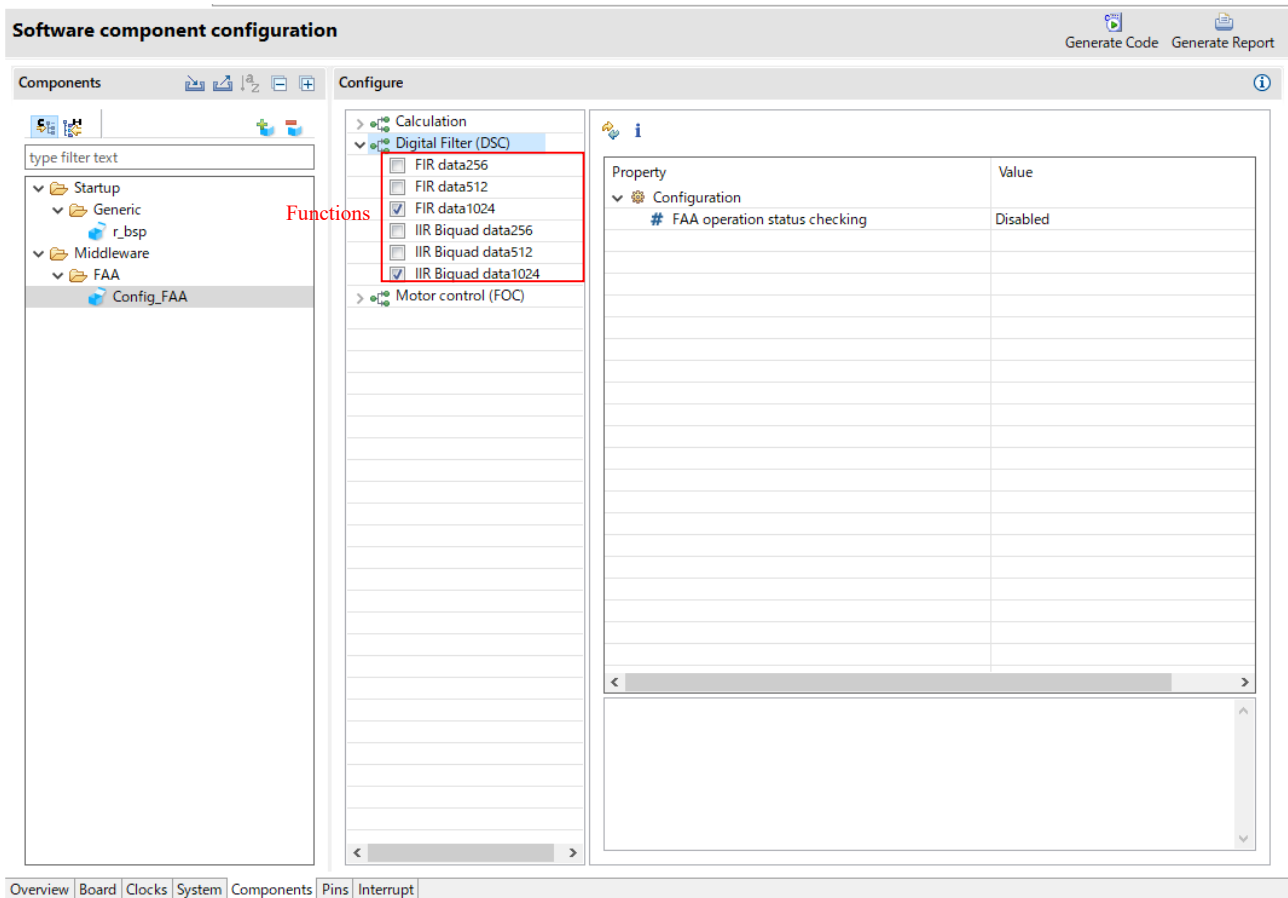 Software component configuration
Generate Code Generate Report
Components
Configure
type filter text
Startup
Generic
r_bsp
Middleware
FAA
Config_FAA
Functions
Calculation
Digital Filter (DSC)
FIR data256
FIR data512
FIR data1024
IIR Biquad data256
IIR Biquad data512
IIR Biquad data1024
Motor control (FOC)
Property Value
Configuration
# FAA operation status checking Disabled
Overview Board Clocks System Components Pins Interrupt